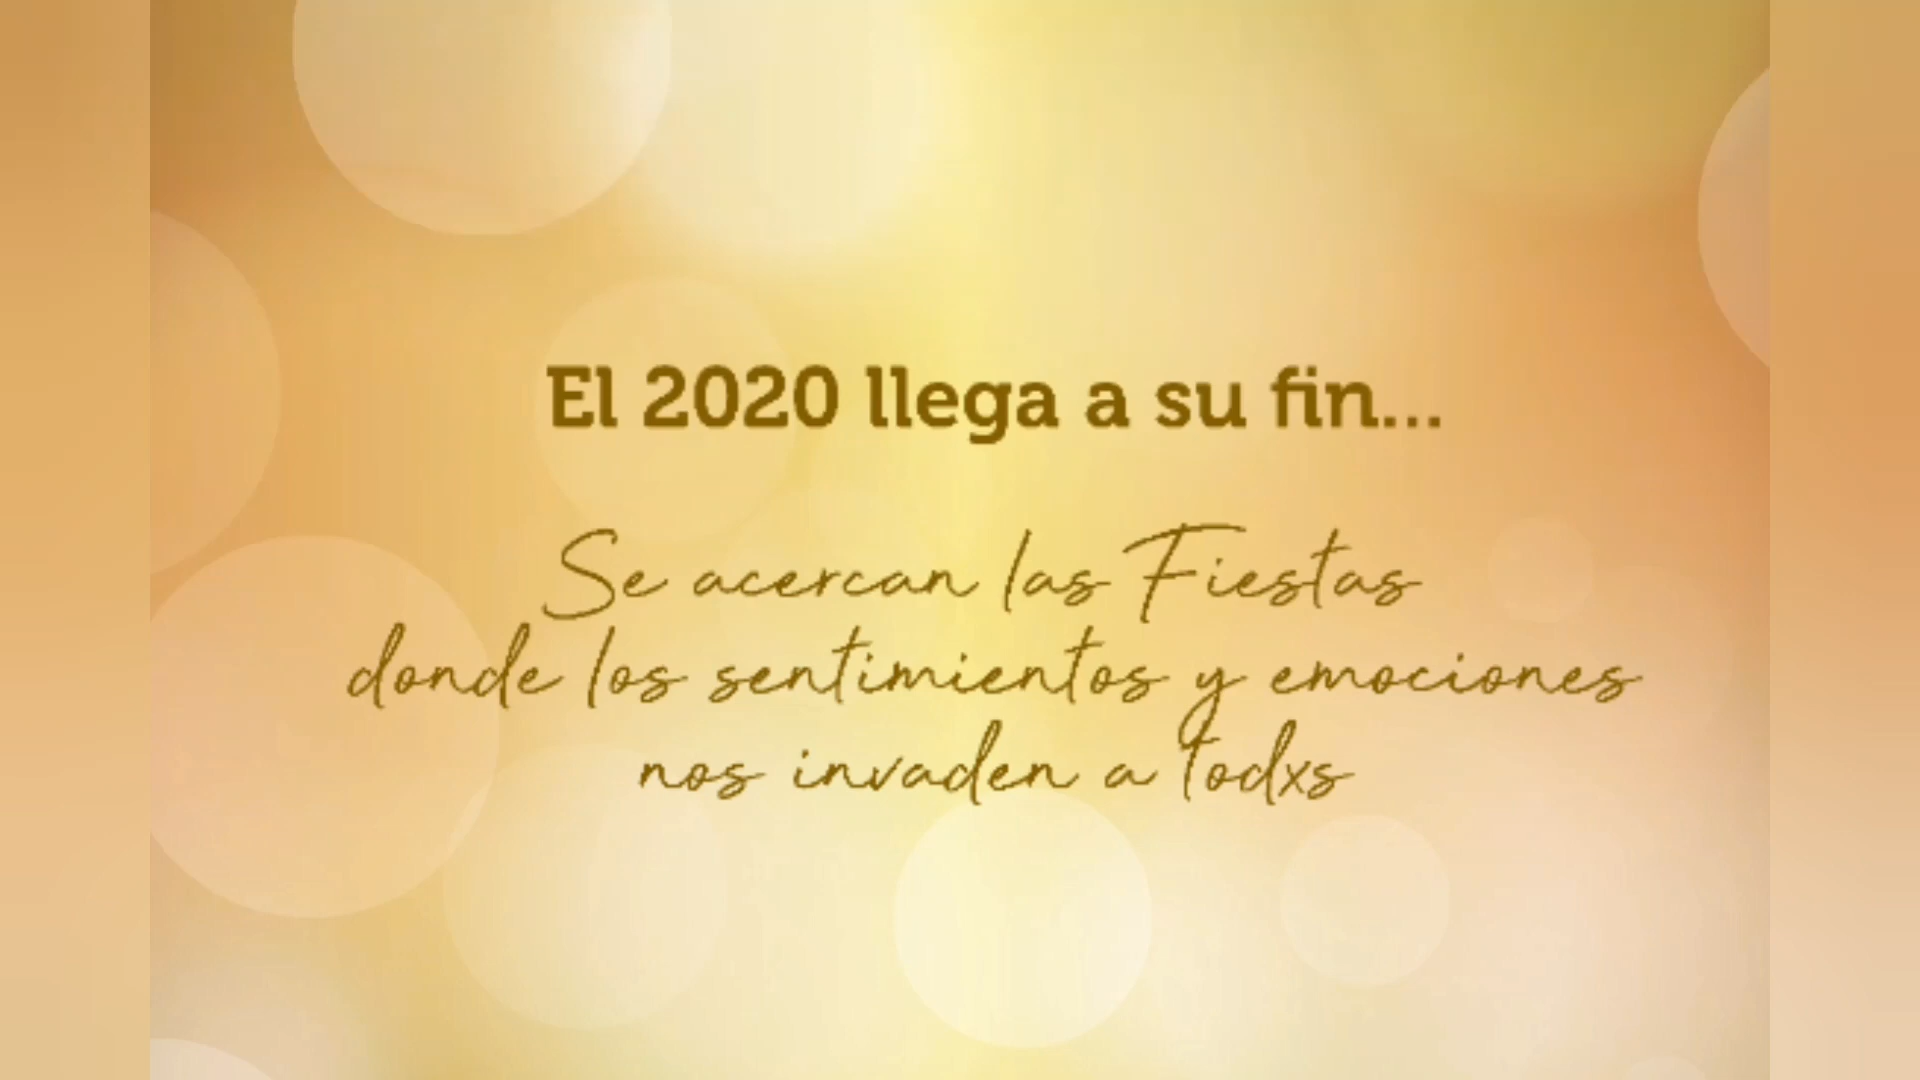 El 2020 llega a su fin...
Se acercan las Fiestas
donde los sentimientos y emociones
nos invaden a todxs